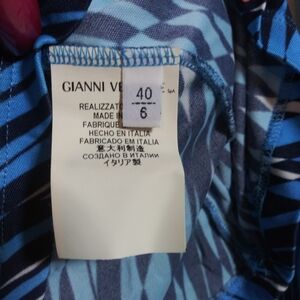 GIANNI VE
40
6
REALIZZATO
MADE IN
FABRIQUE
HECHO EN ITALIA
FABRICADO EM ITALIA
意大利制造
СОЗДАНО В ИТАЛИИ
イタリア製